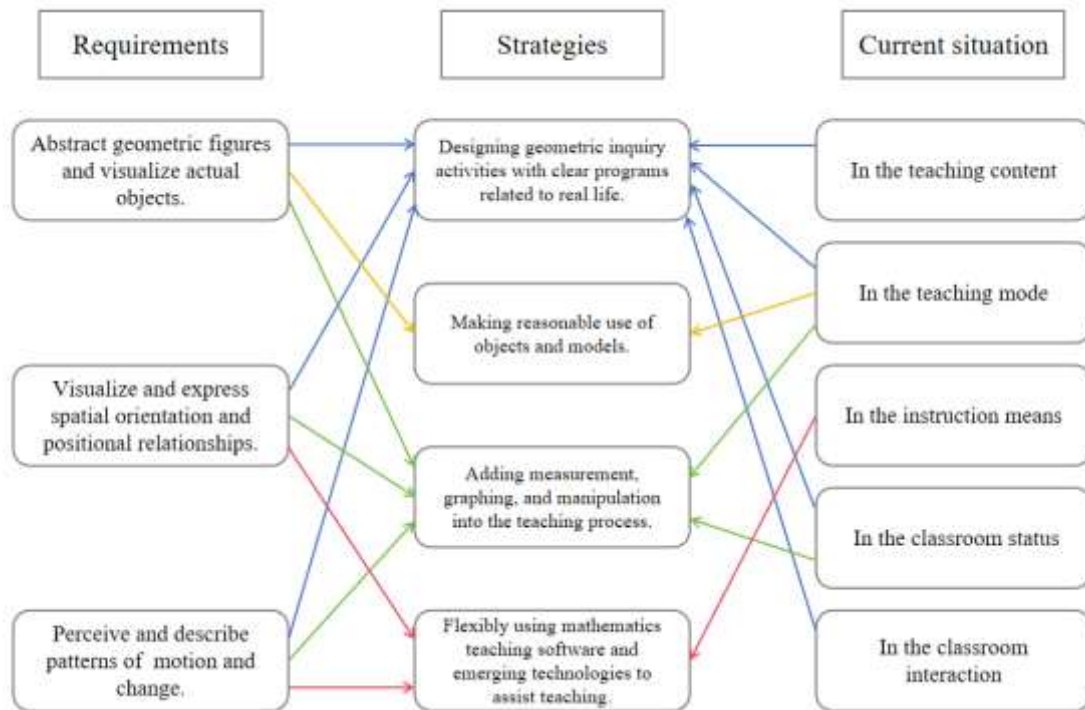 Requirements
Strategies
Current situation
Abstract geometric figures
and visualize actual
objects.
Visualize and express
spatial orientation and
positional relationships.
Perceive and describe
patterns of motion and
change.
Designing geometric inquiry
activities with clear programs
related to real life.
Making reasonable use of
objects and models.
Adding measurement,
graphing, and manipulation
into the teaching process.
Flexibly using mathematics
teaching software and
emerging technologies to
assist teaching.
In the teaching content
In the teaching mode
In the instruction means
In the classroom status
In the classroom
interaction